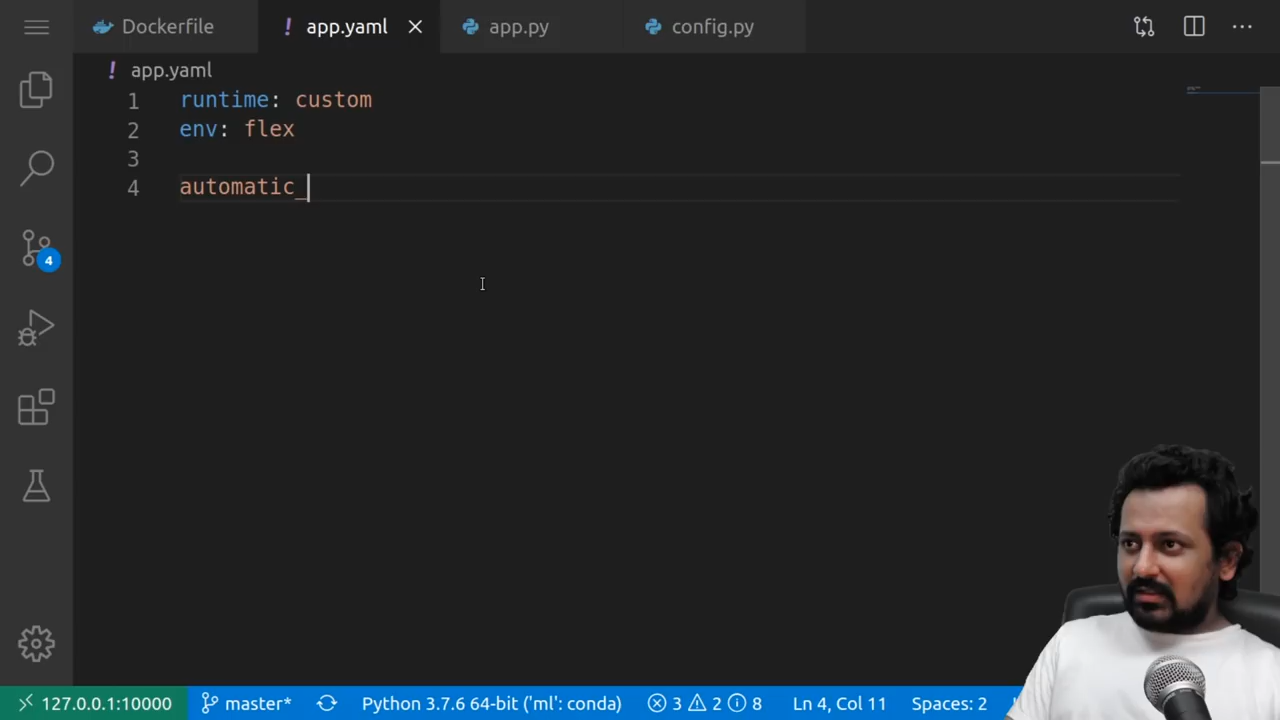 Dockerfile
! app.yaml
app.py
config.py
! app.yaml
1 runtime: custom
2 env: flex
3
4 automatic_
4
127.0.0.1:10000
master*
Python 3.7.6 64-bit ('ml': conda)
3
2
8
Ln 4, Col 11
Spaces: 2